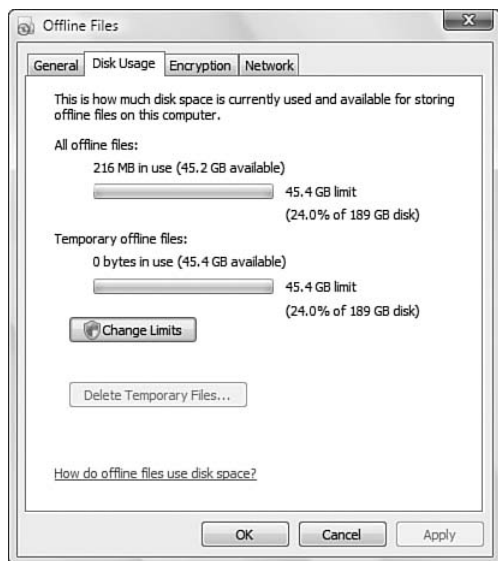 Offline Files
General Disk Usage Encryption Network
This is how much disk space is currently used and available for storing
offline files on this computer.
All offline files:
216 MB in use (45.2 GB available)
45.4 GB limit
(24.0% of 189 GB disk)
Temporary offline files:
0 bytes in use (45.4 GB available)
45.4 GB limit
(24.0% of 189 GB disk)
Change Limits
Delete Temporary Files...
How do offline files use disk space?
OK Cancel Apply